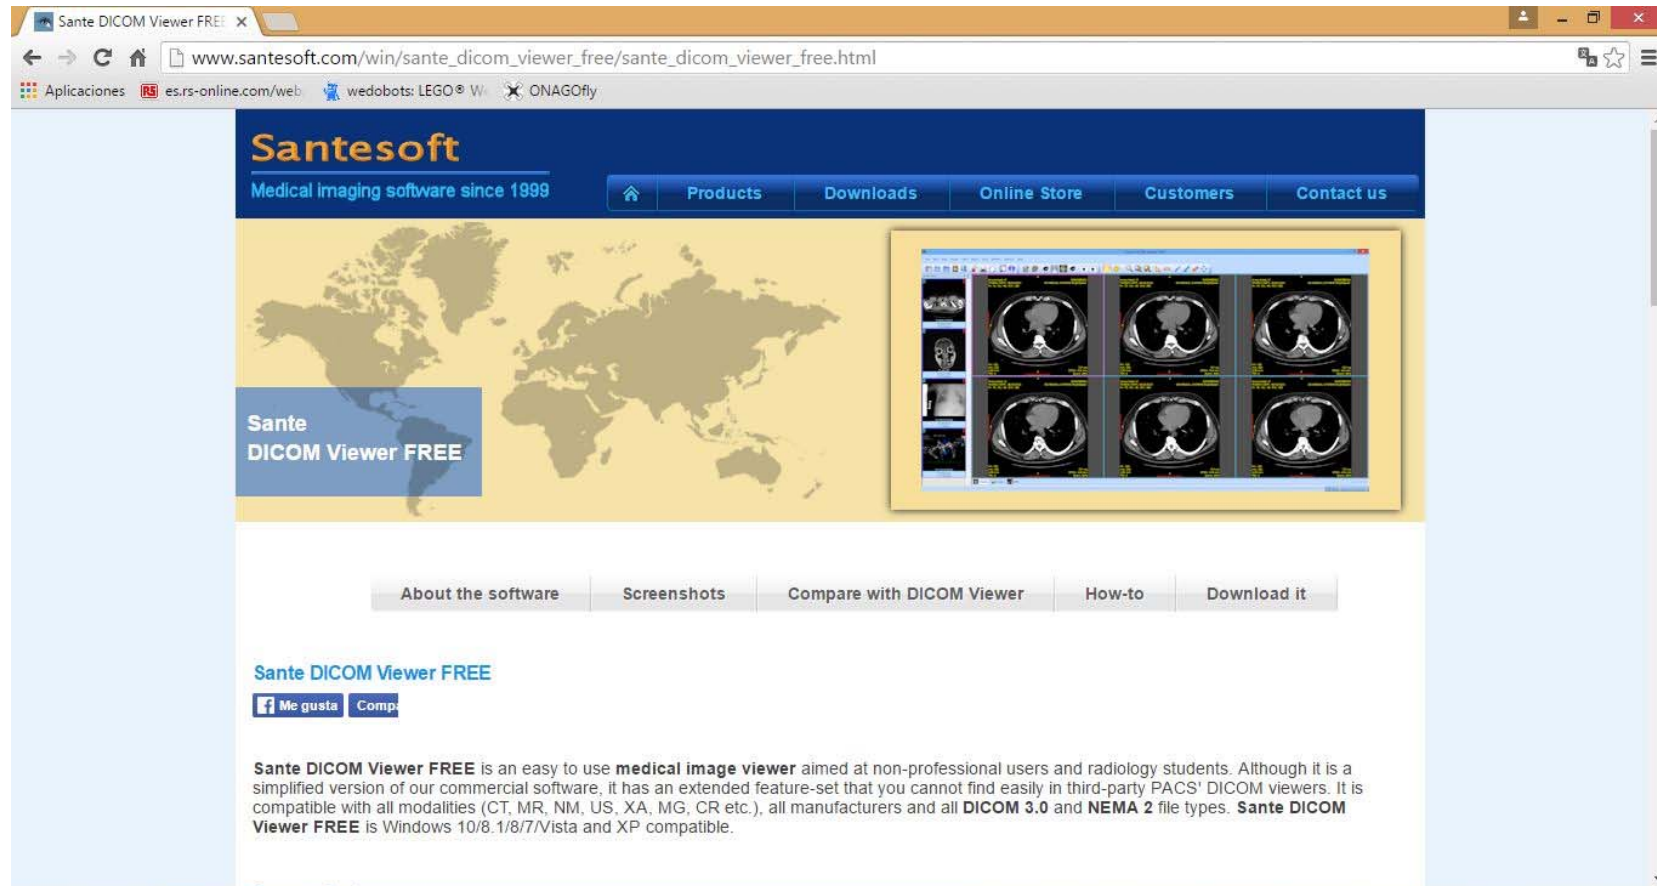 Sante DICOM Viewer FREE
www.santesoft.com/win/sante_dicom_viewer_free/sante_dicom_viewer_free.html
Aplicaciones RS es.rs-online.com/web wedobots: LEGO® W ONAGOfly
Santesoft
Medical imaging software since 1999
Products Downloads Online Store Customers Contact us
Sante
DICOM Viewer FREE
About the software Screenshots Compare with DICOM Viewer How-to Download it
Sante DICOM Viewer FREE
Me gusta Compa
Sante DICOM Viewer FREE is an easy to use medical image viewer aimed at non-professional users and radiology students. Although it is a
simplified version of our commercial software, it has an extended feature-set that you cannot find easily in third-party PACS' DICOM viewers. It is
compatible with all modalities (CT, MR, NM, US, XA, MG, CR etc.), all manufacturers and all DICOM 3.0 and NEMA 2 file types. Sante DICOM
Viewer FREE is Windows 10/8.1/8/7/Vista and XP compatible.